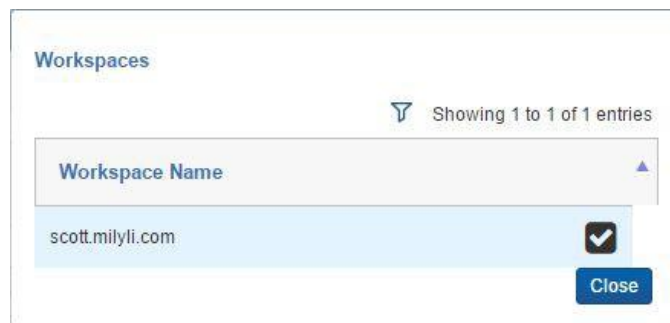 Workspaces
Showing 1 to 1 of 1 entries
Workspace Name
scott.milyli.com
Close